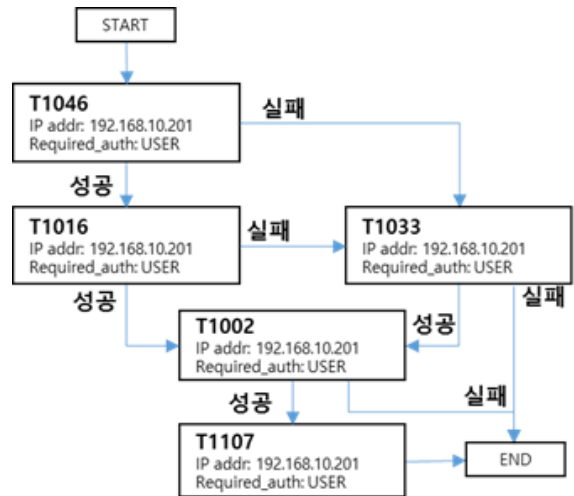 START
T1046
IP addr: 192.168.10.201
Required_auth: USER
실패
성공
T1016
IP addr: 192.168.10.201
Required_auth: USER
실패
T1033
IP addr: 192.168.10.201
Required_auth: USER
성공
성공
실패
T1002
IP addr: 192.168.10.201
Required_auth: USER
성공
실패
T1107
IP addr: 192.168.10.201
Required_auth: USER
END